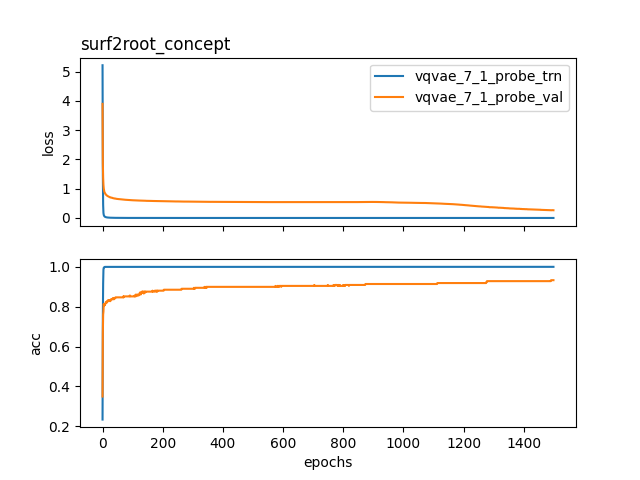 surf2root_concept
loss
5
4
3
2
1
0
vqvae_7_1_probe_trn
vqvae_7_1_probe_val
acc
1.0
0.8
0.6
0.4
0.2
0 200 400 600 800 1000 1200 1400
epochs